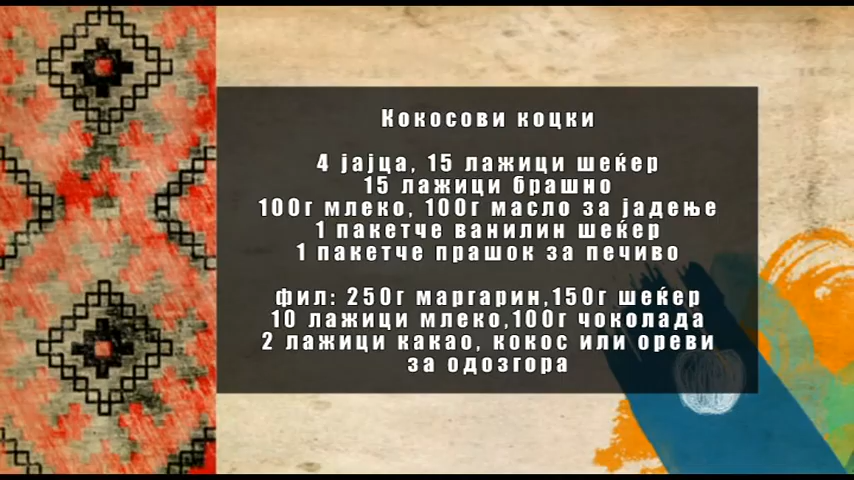 Кокосови коцки
4 јајца, 15 лажици шеќер
15 лажици брашно
100г млеко, 100г масло за јадење
1 пакетче ванилин шеќер
1 пакетче прашок за печиво
фил: 250г маргарин,150г шеќер
10 лажици млеко,100г чоколада
2 лажици какао, кокос или ореви
за одозгора